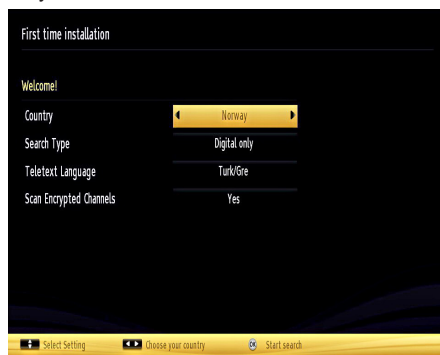 First time installation
Welcome!
Country Norway
Search Type Digital only
Teletext Language Turk/Gre
Scan Encrypted Channels Yes
Select Setting Choose your country OK Start search